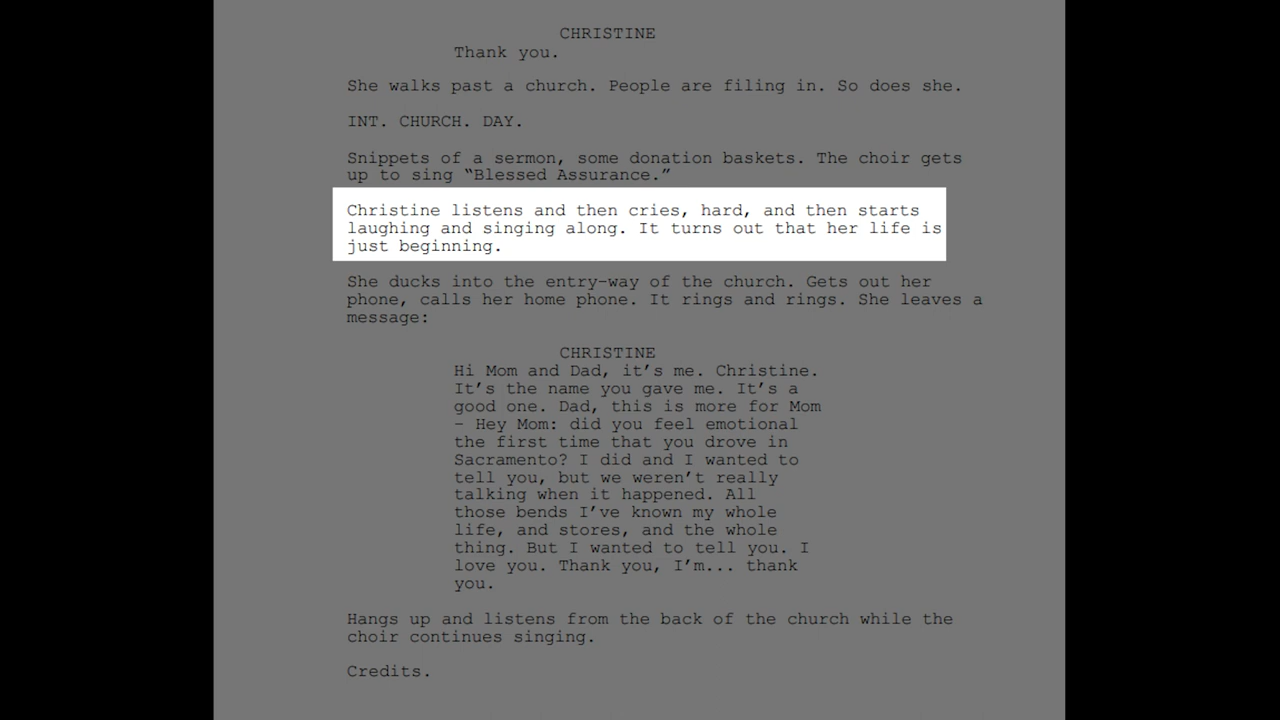 CHRISTINE
Thank you.
She walks past a church. People are filing in. So does she.
INT. CHURCH. DAY.
Snippets of a sermon, some donation baskets. The choir gets
up to sing “Blessed Assurance.”
Christine listens and then cries, hard, and then starts
laughing and singing along. It turns out that her life is
just beginning.
She ducks into the entry-way of the church. Gets out her
phone, calls her home phone. It rings and rings. She leaves a
message:
CHRISTINE
Hi Mom and Dad, it’s me. Christine.
It’s the name you gave me. It’s a
good one. Dad, this is more for Mom
- Hey Mom: did you feel emotional
the first time that you drove in
Sacramento? I did and I wanted to
tell you, but we weren’t really
talking when it happened. All
those bends I’ve known my whole
life, and stores, and the whole
thing. But I wanted to tell you. I
love you. Thank you, I’m... thank
you.
Hangs up and listens from the back of the church while the
choir continues singing.
Credits.